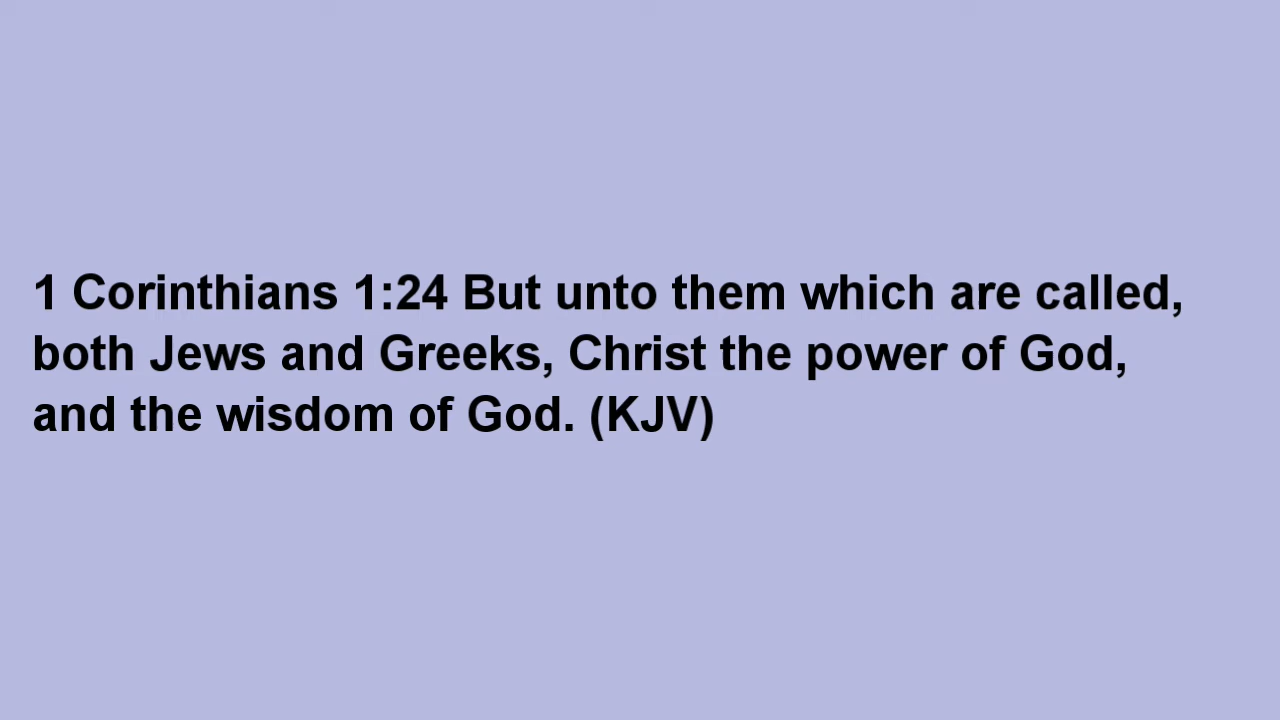 1 Corinthians 1:24 But unto them which are called,
both Jews and Greeks, Christ the power of God,
and the wisdom of God. (KJV)